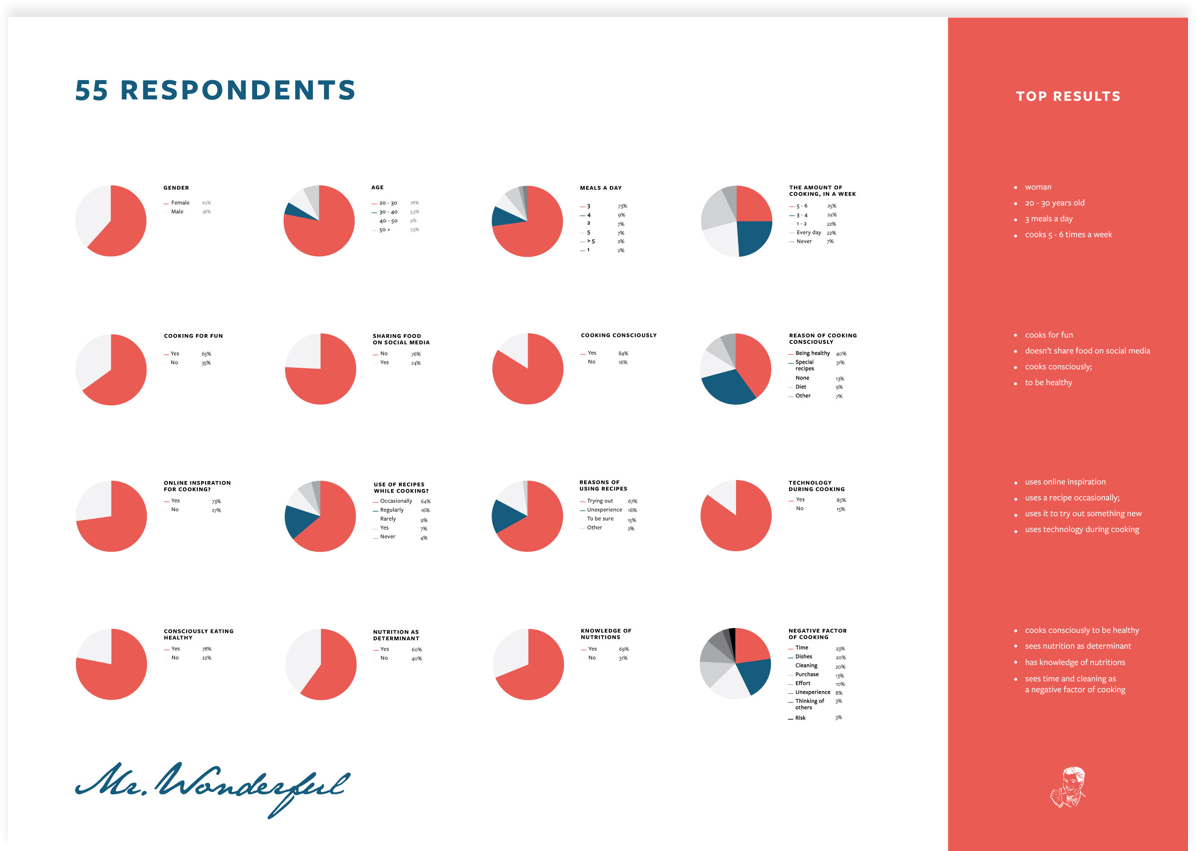 55 RESPONDENTS
TOP RESULTS
GENDER
Female 62%
Male 38%
AGE
20 - 30 78%
30 - 40 5,5%
40 - 50 9%
50 + 7,5%
MEALS A DAY
3 73%
4 9%
2 7%
5 7%
> 5 2%
1 2%
THE AMOUNT OF
COOKING, IN A WEEK
5 - 6 25%
3 - 4 24%
1 - 2 22%
Every day 22%
Never 7%
woman
20 - 30 years old
3 meals a day
cooks 5 - 6 times a week
COOKING FOR FUN
Yes 65%
No 35%
SHARING FOOD
ON SOCIAL MEDIA
No 76%
Yes 24%
COOKING CONSCIOUSLY
Yes 84%
No 16%
REASON OF COOKING
CONSCIOUSLY
Being healthy 40%
Special 31%
recipes
None 13%
Diet 9%
Other 7%
cooks for fun
doesn't share food on social media
cooks consciously;
to be healthy
ONLINE INSPIRATION
FOR COOKING?
Yes 73%
No 27%
USE OF RECIPES
WHILE COOKING?
Occasionally 64%
Regularly 16%
Rarely 9%
Yes 7%
Never 4%
REASONS OF
USING RECIPES
Trying out 67%
Unexperience 16%
To be sure 15%
Other 2%
TECHNOLOGY
DURING COOKING
Yes 85%
No 15%
uses online inspiration
uses a recipe occasionally;
uses it to try out something new
uses technology during cooking
CONSCIOUSLY EATING
HEALTHY
Yes 78%
No 22%
NUTRITION AS
DETERMINANT
Yes 60%
No 40%
KNOWLEDGE OF
NUTRITIONS
Yes 69%
No 31%
NEGATIVE FACTOR
OF COOKING
Time 23%
Dishes 20%
Cleaning 20%
Purchase 13%
Effort 10%
Unexperience 8%
Thinking of 3%
others
Risk 3%
cooks consciously to be healthy
sees nutrition as determinant
has knowledge of nutritions
sees time and cleaning as
a negative factor of cooking
Mr. Wonderful